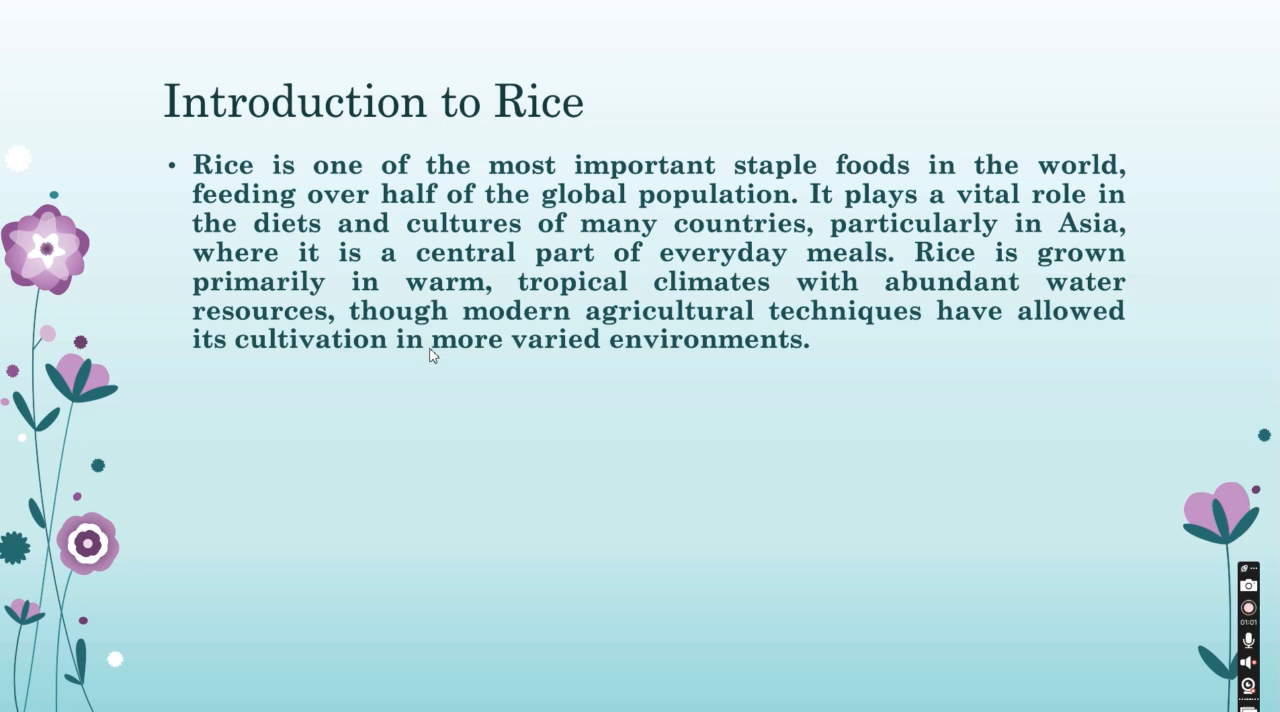 Introduction to Rice
• Rice is one of the most important staple foods in the world,
feeding over half of the global population. It plays a vital role in
the diets and cultures of many countries, particularly in Asia,
where it is a central part of everyday meals. Rice is grown
primarily in warm, tropical climates with abundant water
resources, though modern agricultural techniques have allowed
its cultivation in more varied environments.
01:01